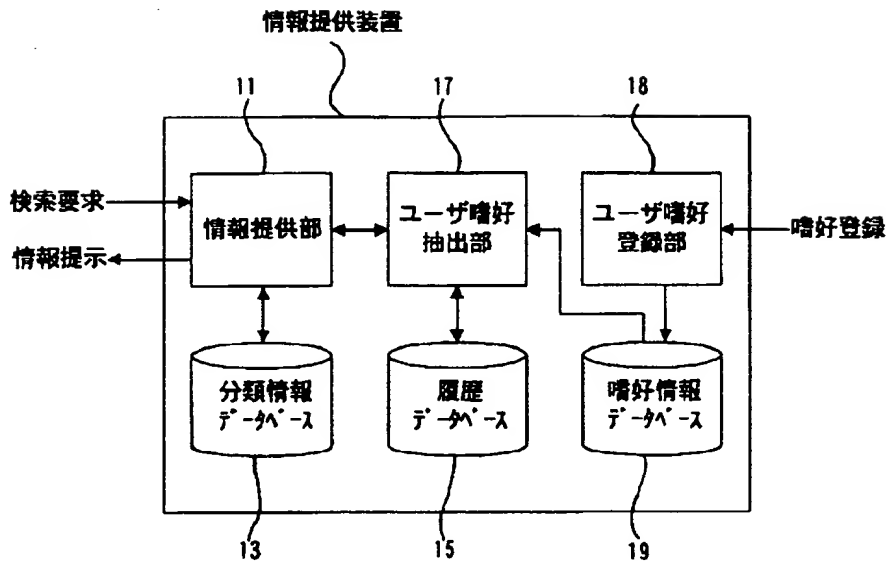 情報提供装置
11
17
18
検索要求
情報提示
情報提供部
ユーザ嗜好
抽出部
ユーザ嗜好
登録部
嗜好登録
分類情報
データベース
履歴
データベース
嗜好情報
データベース
13
15
19